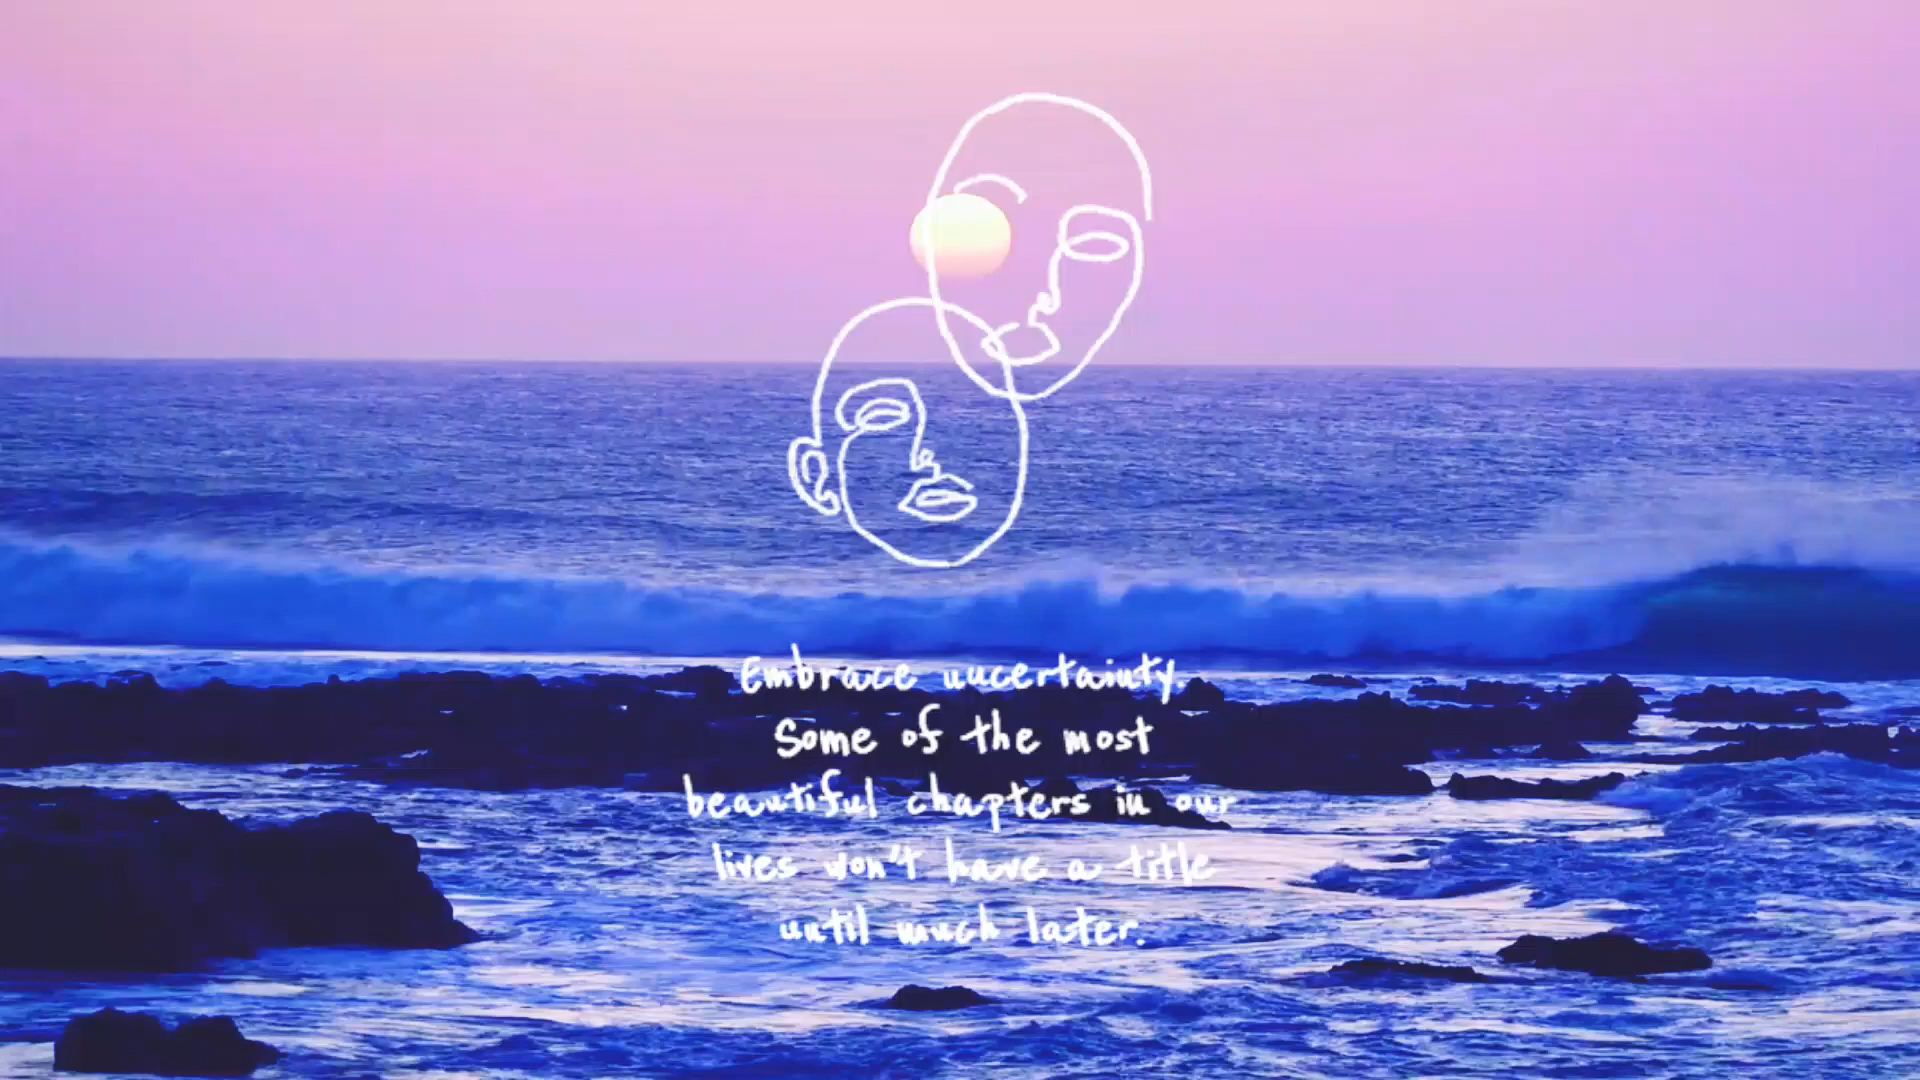 Embrace uncertainty.
Some of the most
beautiful chapters in our
lives won't have a title
until much later.